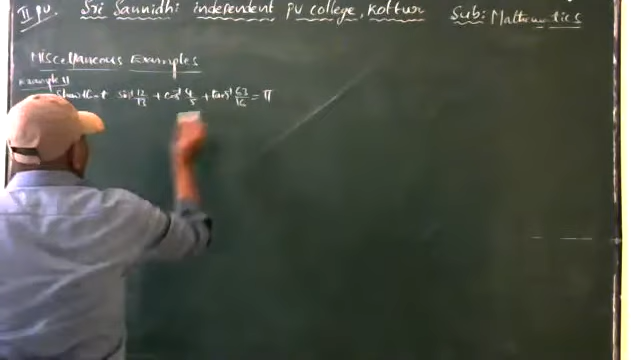 II PU. Sri Sannidhi independent PU college, Kottur Sub: Mathematics
Miscellaneous Examples
Example 11
Show that sin⁻¹ 12/13 + cos⁻¹ 4/5 + tan⁻¹ 63/16 = π